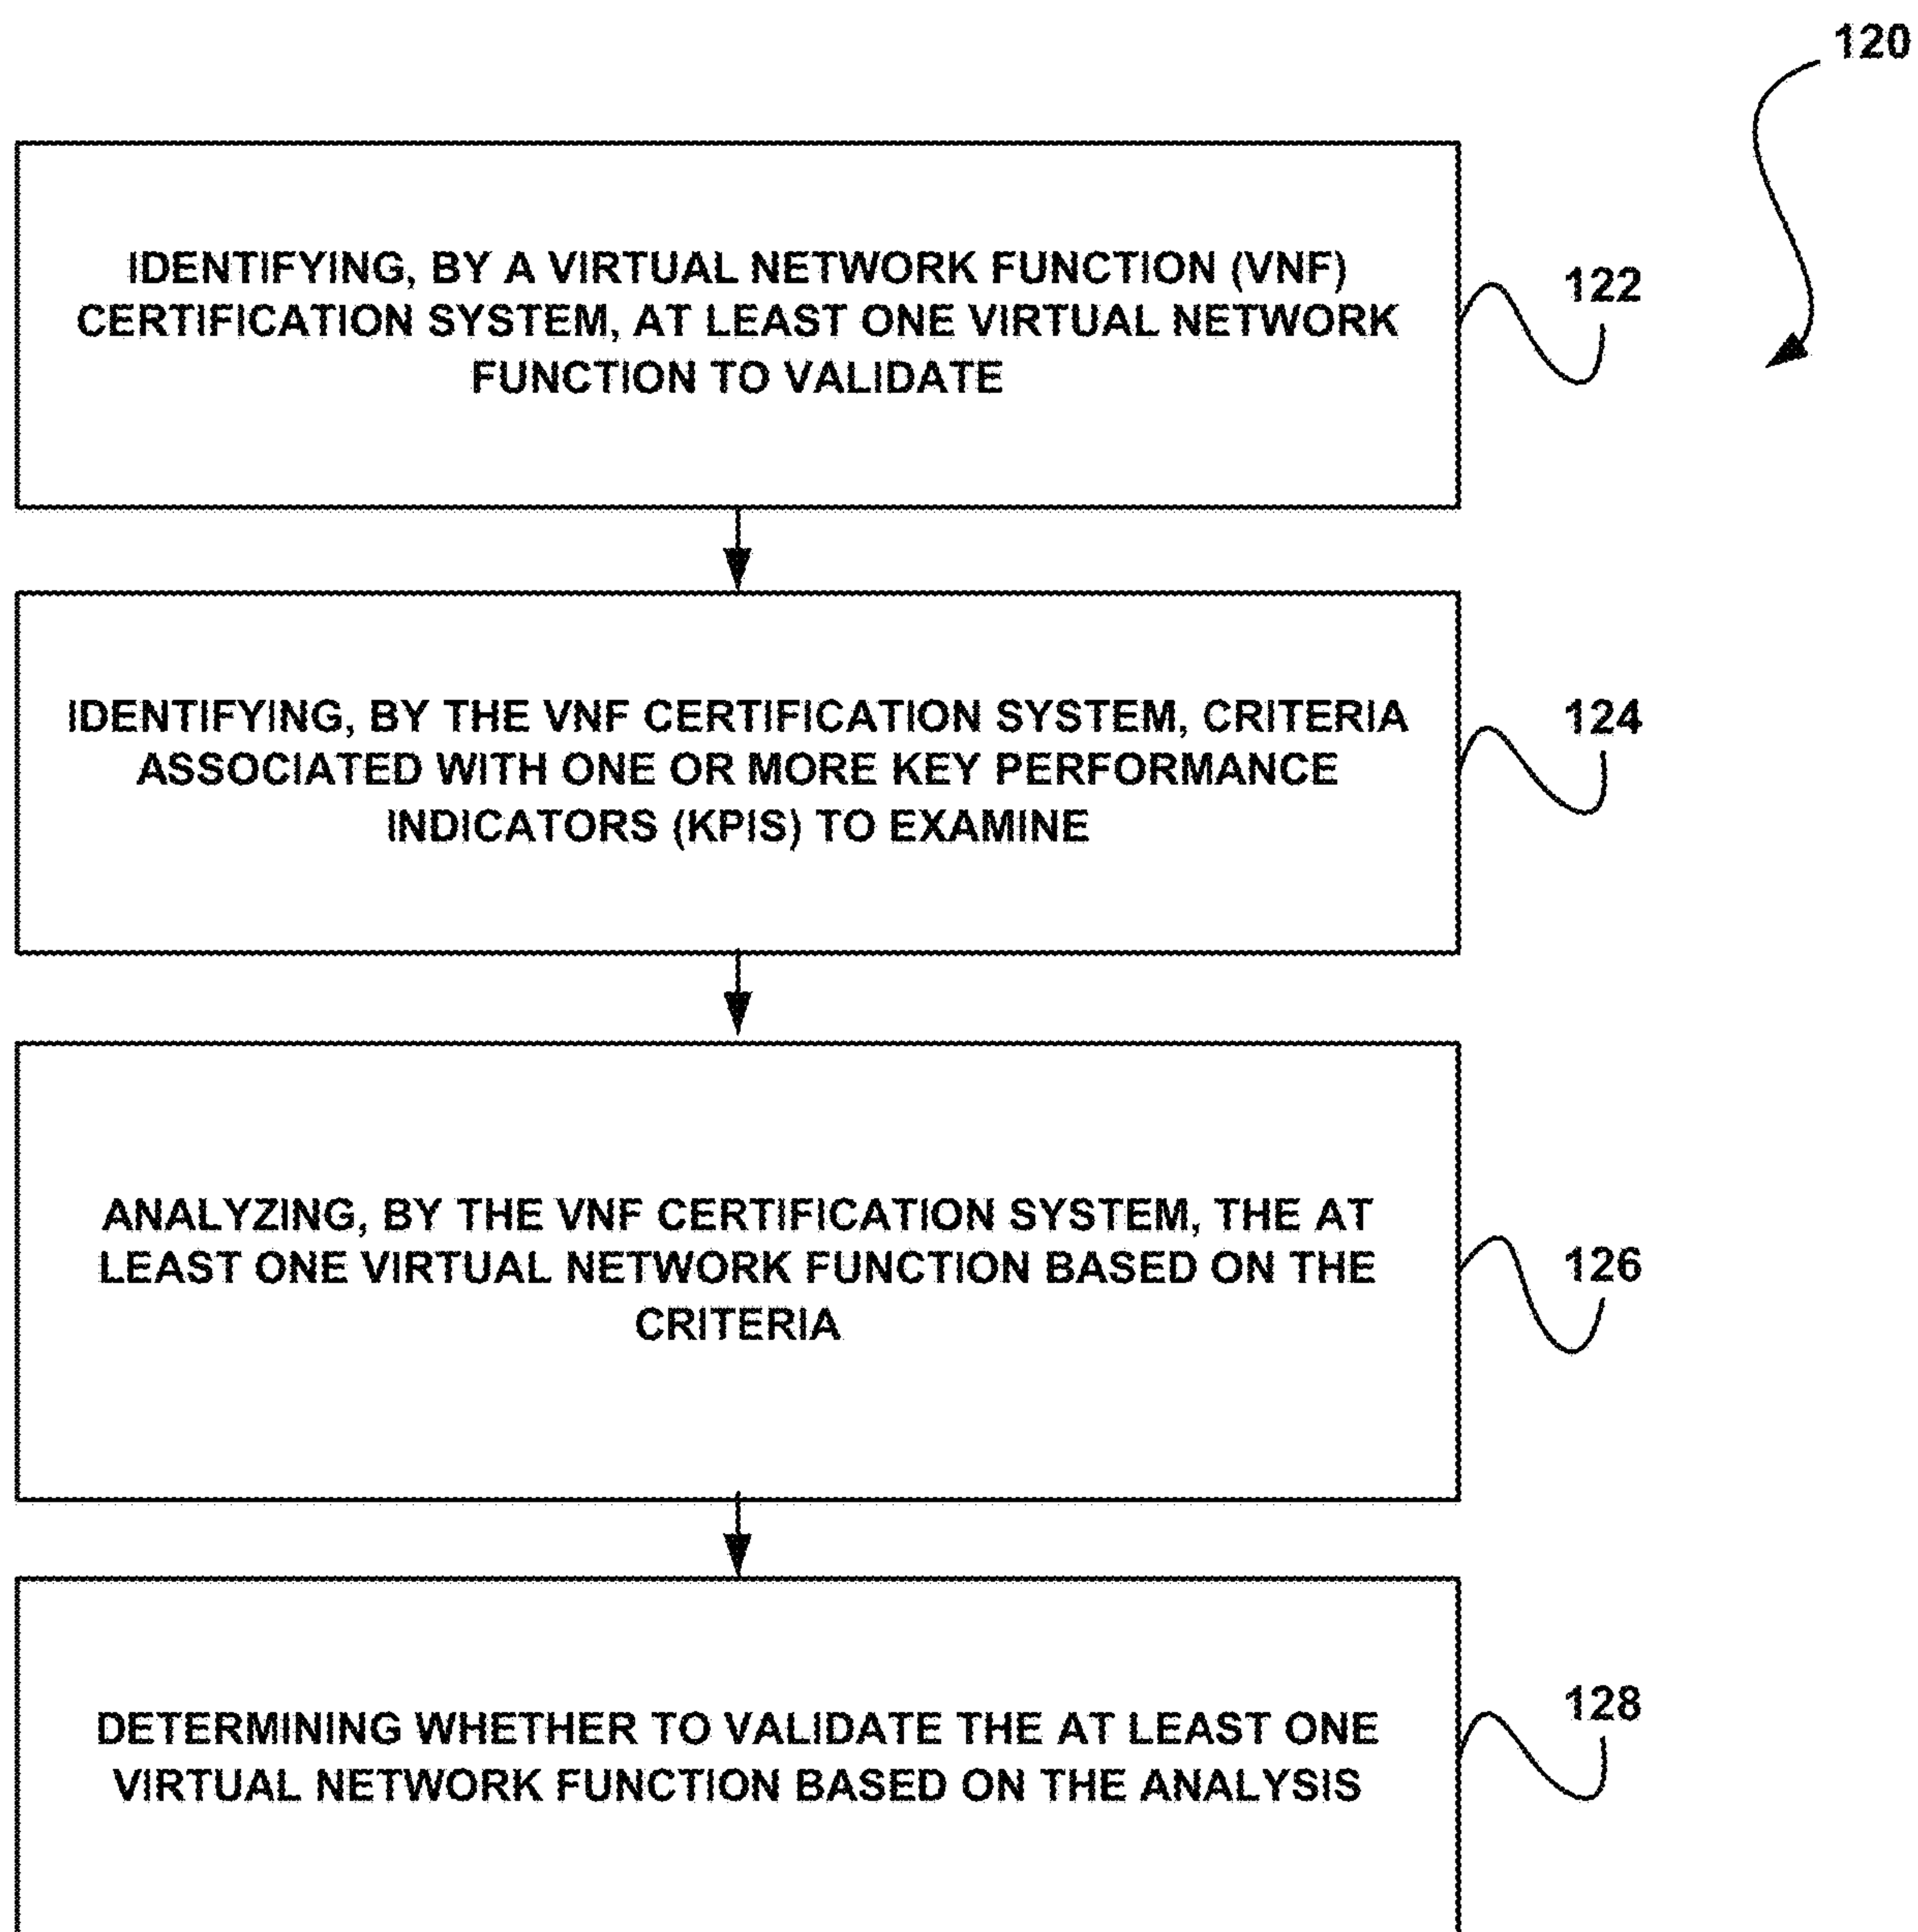 120
IDENTIFYING, BY A VIRTUAL NETWORK FUNCTION (VNF)
CERTIFICATION SYSTEM, AT LEAST ONE VIRTUAL NETWORK
FUNCTION TO VALIDATE
122
IDENTIFYING, BY THE VNF CERTIFICATION SYSTEM, CRITERIA
ASSOCIATED WITH ONE OR MORE KEY PERFORMANCE
INDICATORS (KPIS) TO EXAMINE
124
ANALYZING, BY THE VNF CERTIFICATION SYSTEM, THE AT
LEAST ONE VIRTUAL NETWORK FUNCTION BASED ON THE
CRITERIA
126
DETERMINING WHETHER TO VALIDATE THE AT LEAST ONE
VIRTUAL NETWORK FUNCTION BASED ON THE ANALYSIS
128